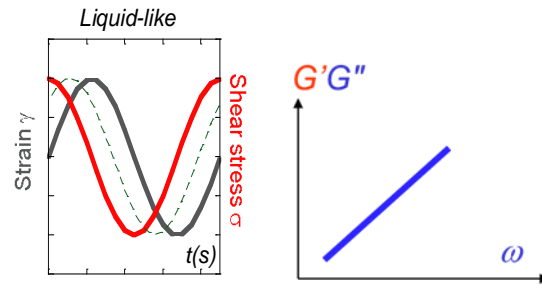 Liquid-like
Strain γ
Shear stress σ
t(s)
G'G"
ω